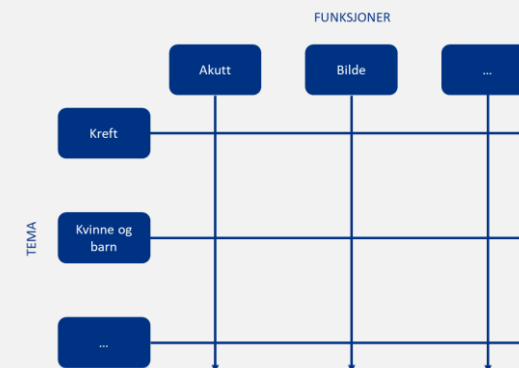 FUNKSJONER
Akutt
Bilde
...
Kreft
TEMA
Kvinne og
barn
...